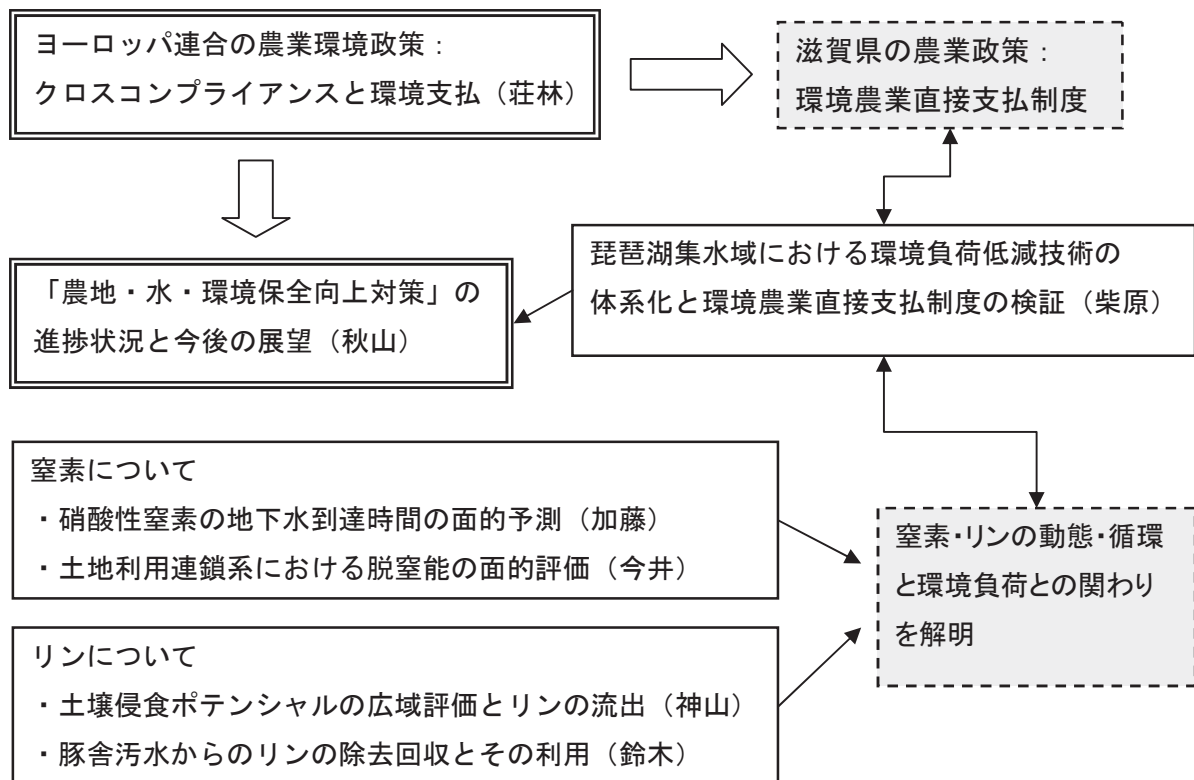 ヨーロッパ連合の農業環境政策：
クロスコンプライアンスと環境支払（荘林）
滋賀県の農業政策：
環境農業直接支払制度
琵琶湖集水域における環境負荷低減技術の
体系化と環境農業直接支払制度の検証（柴原）
「農地・水・環境保全向上対策」の
進捗状況と今後の展望（秋山）
窒素について
・硝酸性窒素の地下水到達時間の面的予測（加藤）
・土地利用連鎖系における脱窒能の面的評価（今井）
窒素・リンの動態・循環
と環境負荷との関わり
を解明
リンについて
・土壌侵食ポテンシャルの広域評価とリンの流出（神山）
・豚舎汚水からのリンの除去回収とその利用（鈴木）